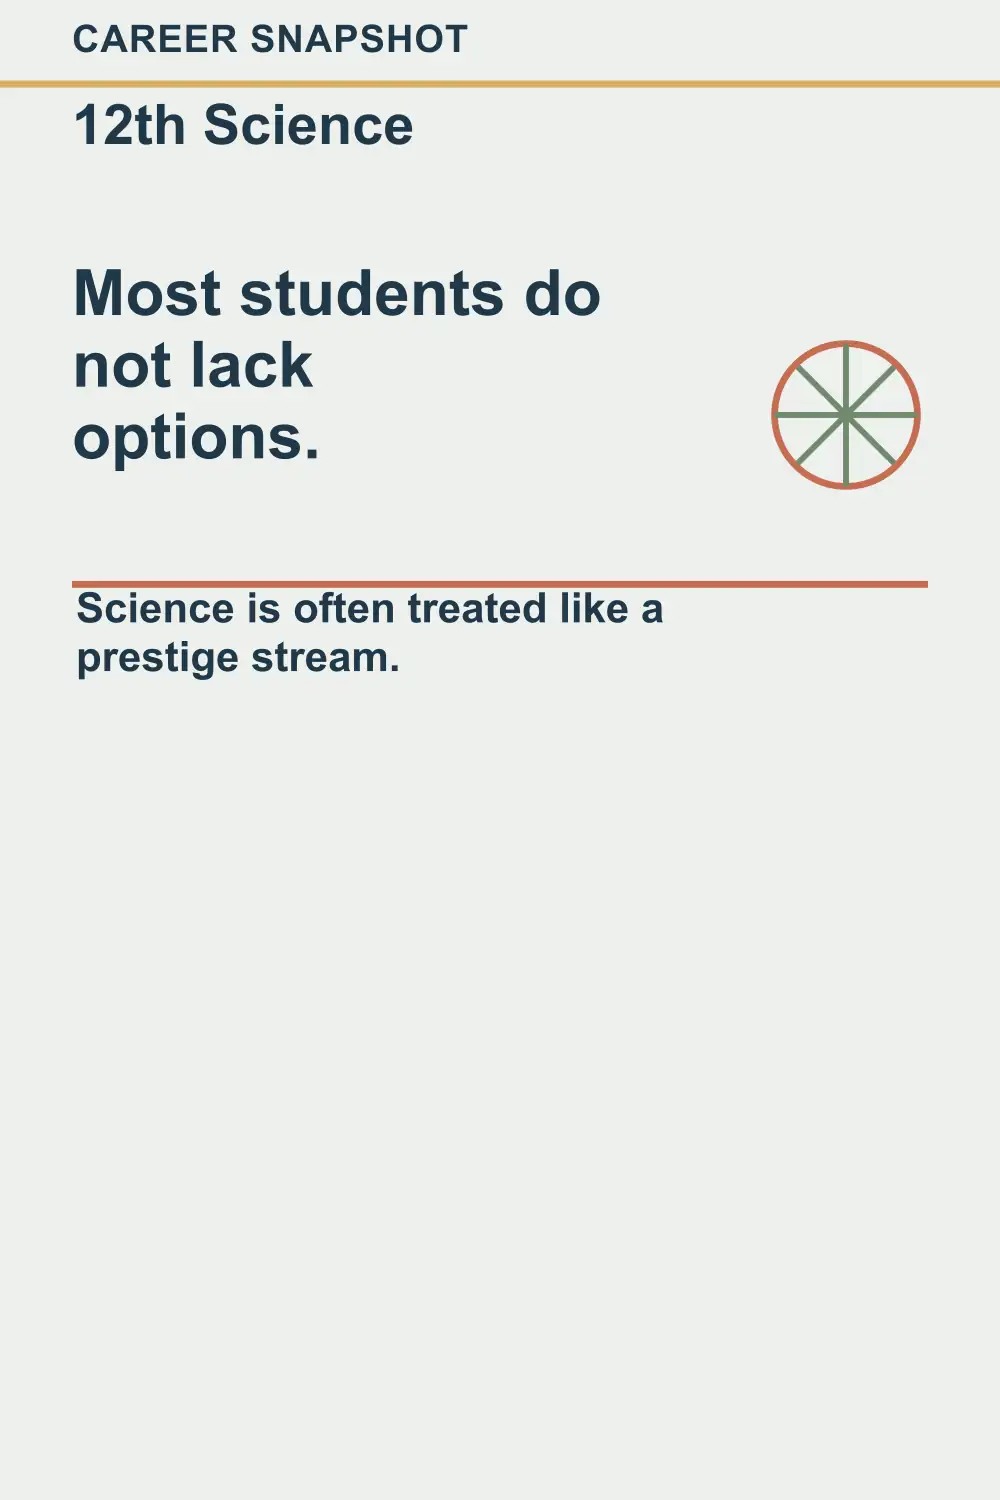 CAREER SNAPSHOT
12th Science
Most students do
not lack
options.
Science is often treated like a
prestige stream.